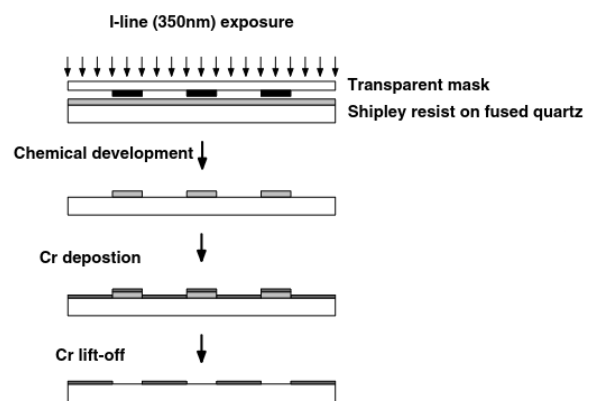 I-line (350nm) exposure
Transparent mask
Shipley resist on fused quartz
Chemical development
Cr depostion
Cr lift-off